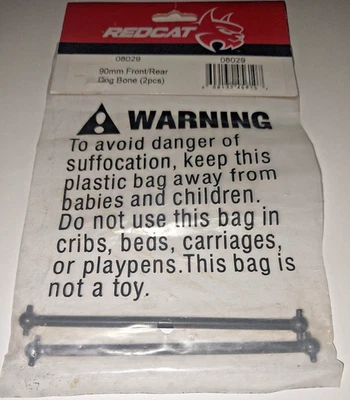 REDCAT
08029 08029
90mm Front/Rear
Dog Bone (2pcs)
WARNING
To avoid danger of
suffocation, keep this
plastic bag away from
babies and children.
Do not use this bag in
cribs, beds, carriages,
or playpens.This bag is
not a toy.